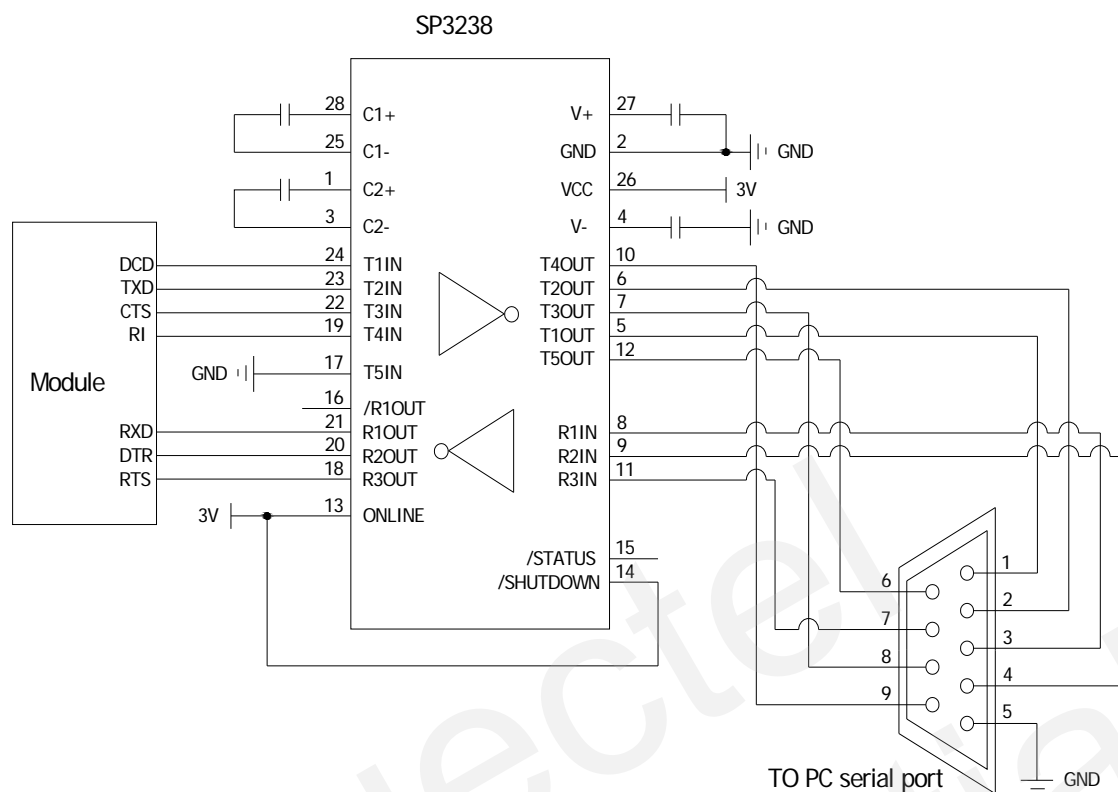 SP3238
28 C1+
25 C1-
1 C2+
3 C2-
V+ 27
GND 2 GND
VCC 26 3V
V- 4 GND
DCD 24 T1IN
TXD 23 T2IN
CTS 22 T3IN
RI 19 T4IN
GND 17 T5IN
16 /R1OUT
RXD 21 R1OUT
DTR 20 R2OUT
RTS 18 R3OUT
3V 13 ONLINE
Module
T4OUT 10
T2OUT 6
T3OUT 7
T1OUT 5
T5OUT 12
R1IN 8
R2IN 9
R3IN 11
/STATUS 15
/SHUTDOWN 14
6
7
8
9
1
2
3
4
5
GND
TO PC serial port